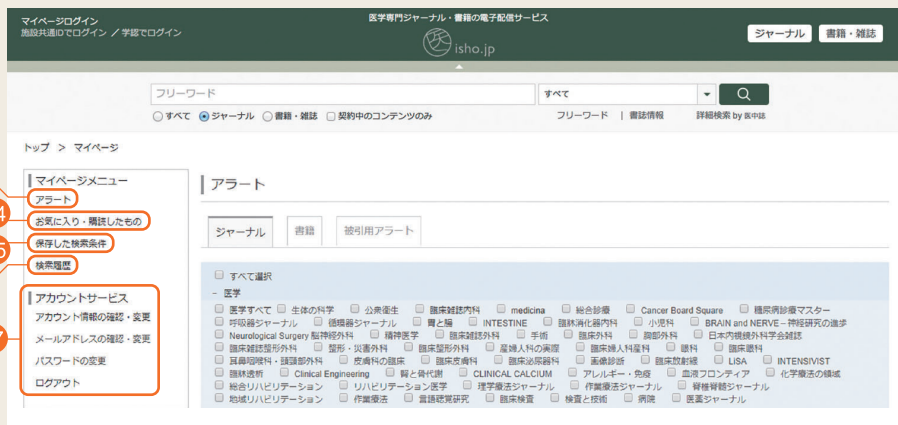 マイページログイン
施設共通IDでログイン ／学認でログイン
医学専門ジャーナル・書籍の電子配信サービス
医 isho.jp
ジャーナル 書籍・雑誌
フリーワード すべて
すべて ジャーナル 書籍・雑誌 契約中のコンテンツのみ フリーワード | 書誌情報 詳細検索 by 医中誌
トップ > マイページ
マイページメニュー
アラート
4
お気に入り・購読したもの
5
保存した検索条件
検索履歴
アカウントサービス
アカウント情報の確認・変更
7
メールアドレスの確認・変更
パスワードの変更
ログアウト
アラート
ジャーナル 書籍 被引用アラート
すべて選択
− 医学
医学すべて 生体の科学 公衆衛生 臨床雑誌内科 medicina 総合診療 Cancer Board Square 糖尿病診療マスター
呼吸器ジャーナル 循環器ジャーナル 胃と腸 INTESTINE 臨牀消化器内科 小児科 BRAIN and NERVE－神経研究の進歩
Neurological Surgery 脳神経外科 精神医学 臨床雑誌外科 手術 臨床外科 胸部外科 日本内視鏡外科学会雑誌
臨床雑誌整形外科 整形・災害外科 臨床整形外科 産婦人科の実際 臨床婦人科産科 眼科 臨床眼科
耳鼻咽喉科・頭頸部外科 皮膚科の臨床 臨床皮膚科 臨床泌尿器科 画像診断 臨床放射線 LiSA INTENSIVIST
臨牀透析 Clinical Engineering 腎と骨代謝 CLINICAL CALCIUM アレルギー・免疫 血液フロンティア 化学療法の領域
総合リハビリテーション リハビリテーション医学 理学療法ジャーナル 作業療法ジャーナル 脊椎脊髄ジャーナル
地域リハビリテーション 作業療法 言語聴覚研究 臨床検査 検査と技術 病院 医薬ジャーナル